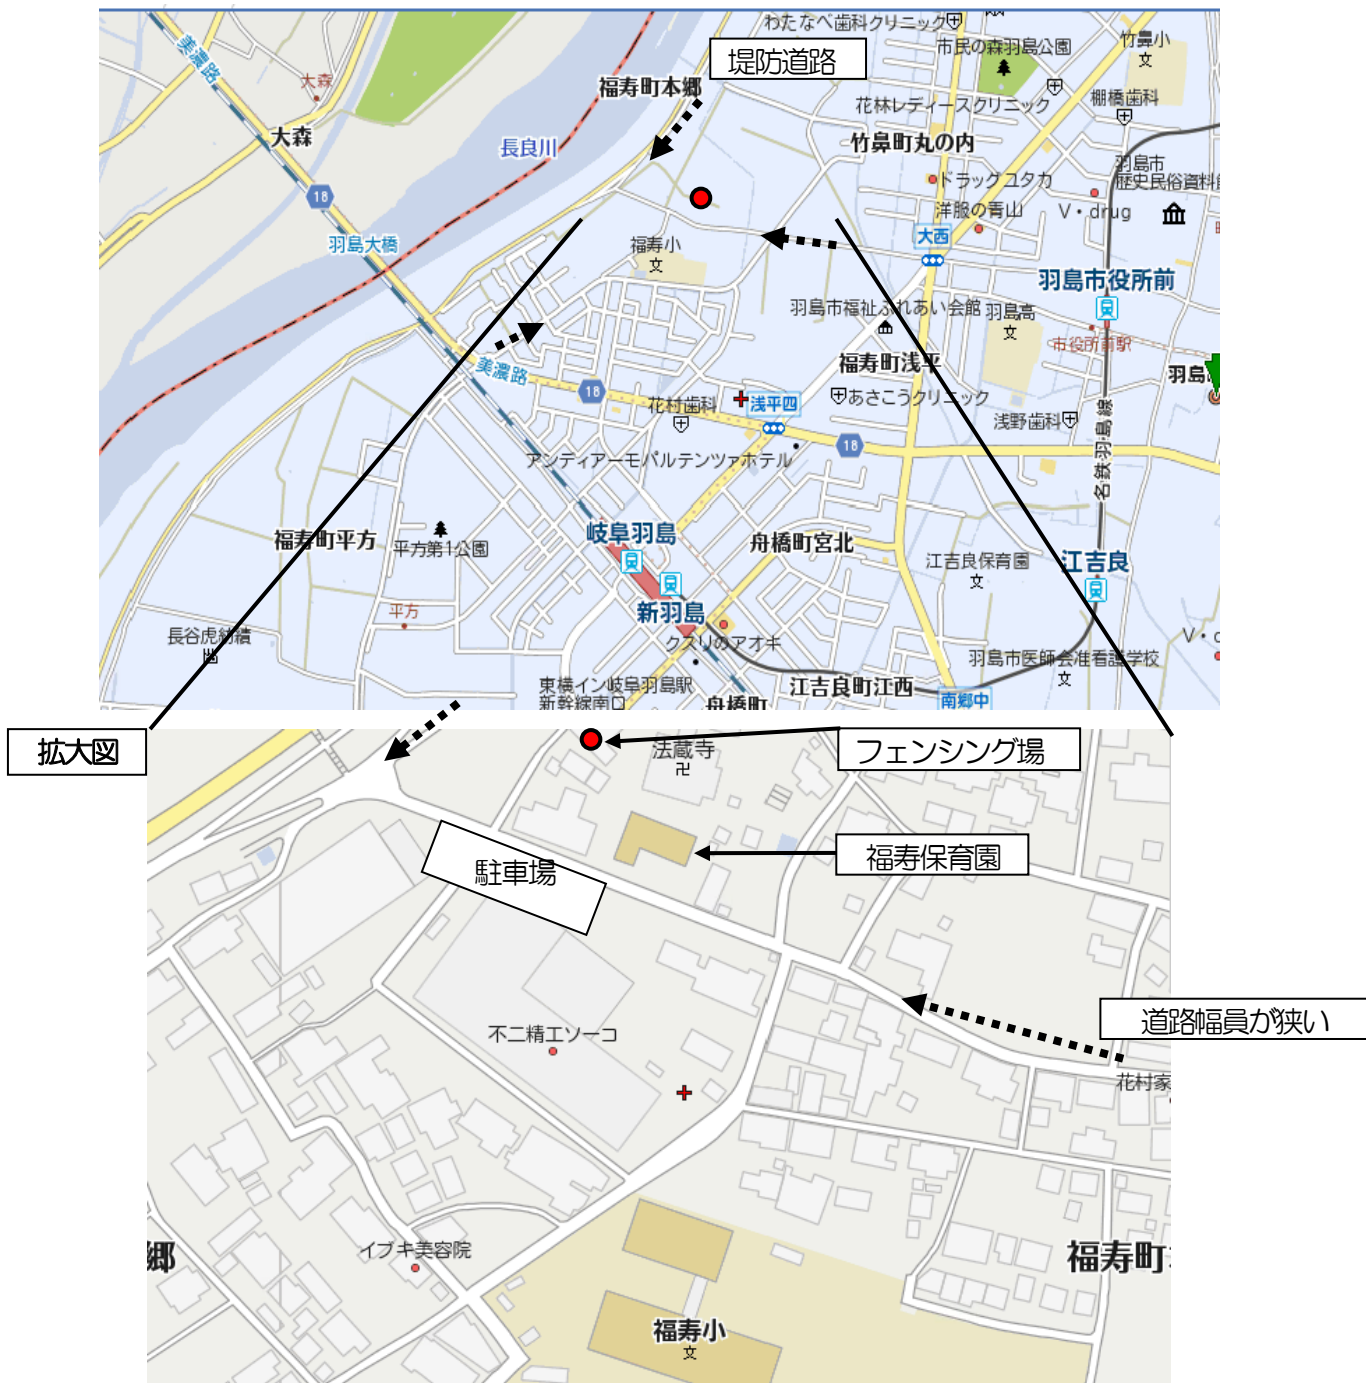 わたなべ歯科クリニック
市民の森羽島公園
竹鼻小
文
堤防道路
美濃路
大森
福寿町本郷
花林レディースクリニック
棚橋歯科
大森
長良川
竹鼻町丸の内
羽島市
歴史民俗資料館
ドラッグユタカ
18
洋服の青山
V・drug
羽島大橋
福寿小
文
大西
羽島市役所前
羽島市福祉ふれあい会館
羽島高
文
市役所前駅
福寿町浅平
羽島
美濃路
18
花村歯科
浅平四
あさこうクリニック
浅野歯科
18
名鉄羽島線
アンディアーモパルテンツァホテル
福寿町平方
平方第1公園
岐阜羽島
舟橋町宮北
江吉良保育園
文
江吉良
平方
新羽島
長谷虎紡績
クスリのアオキ
V・d
羽島市医師会准看護学校
文
東横イン岐阜羽島駅
新幹線南口
江吉良町江西
舟橋町
南郷中
拡大図
法蔵寺
卍
フェンシング場
駐車場
福寿保育園
道路幅員が狭い
不二精エソーコ
花村家
イブキ美容院
郷
福寿町
福寿小
文